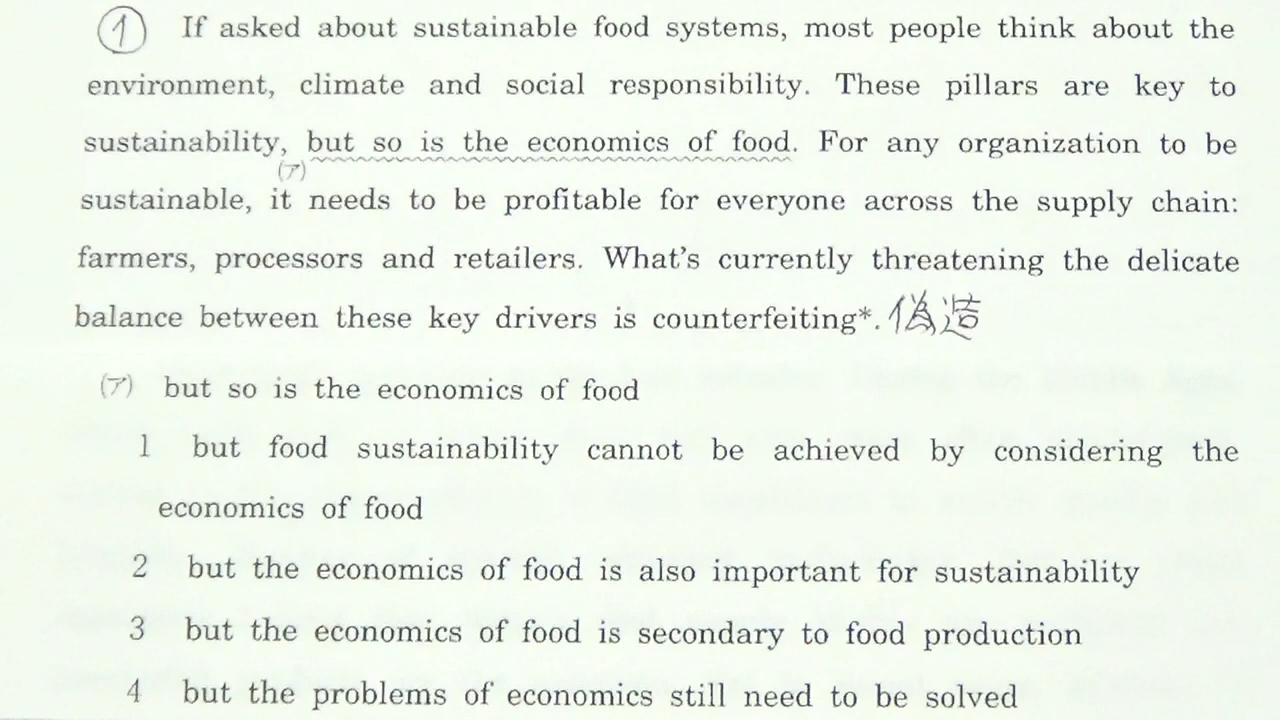 ① If asked about sustainable food systems, most people think about the
environment, climate and social responsibility. These pillars are key to
sustainability, but so is the economics of food. For any organization to be
(ア)
sustainable, it needs to be profitable for everyone across the supply chain:
farmers, processors and retailers. What's currently threatening the delicate
balance between these key drivers is counterfeiting*. 偽造
(ア) but so is the economics of food
1 but food sustainability cannot be achieved by considering the
economics of food
2 but the economics of food is also important for sustainability
3 but the economics of food is secondary to food production
4 but the problems of economics still need to be solved